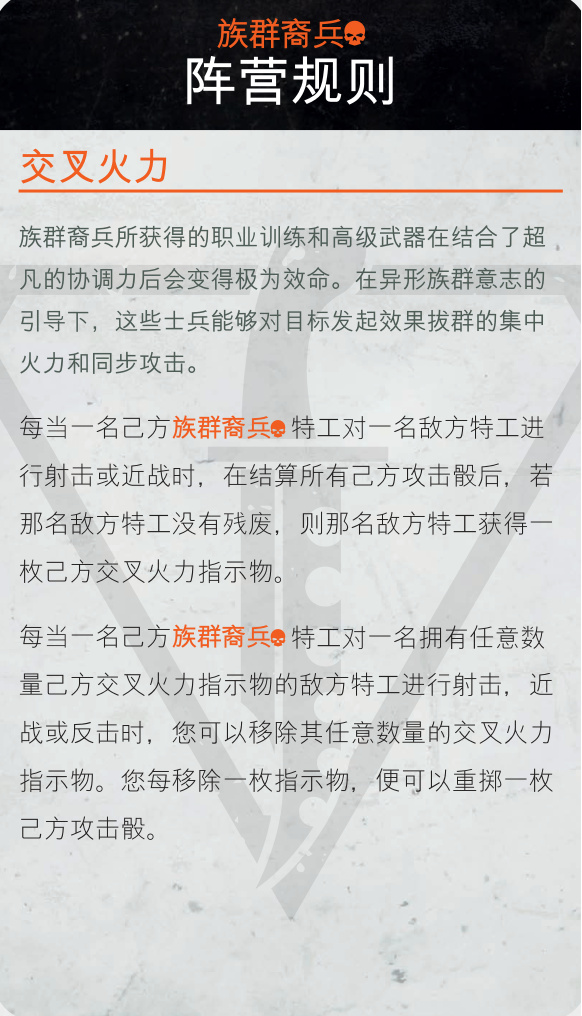 族群裔兵
阵营规则
交叉火力
族群裔兵所获得的职业训练和高级武器在结合了超
凡的协调力后会变得极为效命。在异形族群意志的
引导下，这些士兵能够对目标发起效果拔群的集中
火力和同步攻击。
每当一名己方族群裔兵特工对一名敌方特工进
行射击或近战时，在结算所有己方攻击骰后，若
那名敌方特工没有残废，则那名敌方特工获得一
枚己方交叉火力指示物。
每当一名己方族群裔兵特工对一名拥有任意数
量己方交叉火力指示物的敌方特工进行射击，近
战或反击时，您可以移除其任意数量的交叉火力
指示物。您每移除一枚指示物，便可以重掷一枚
己方攻击骰。